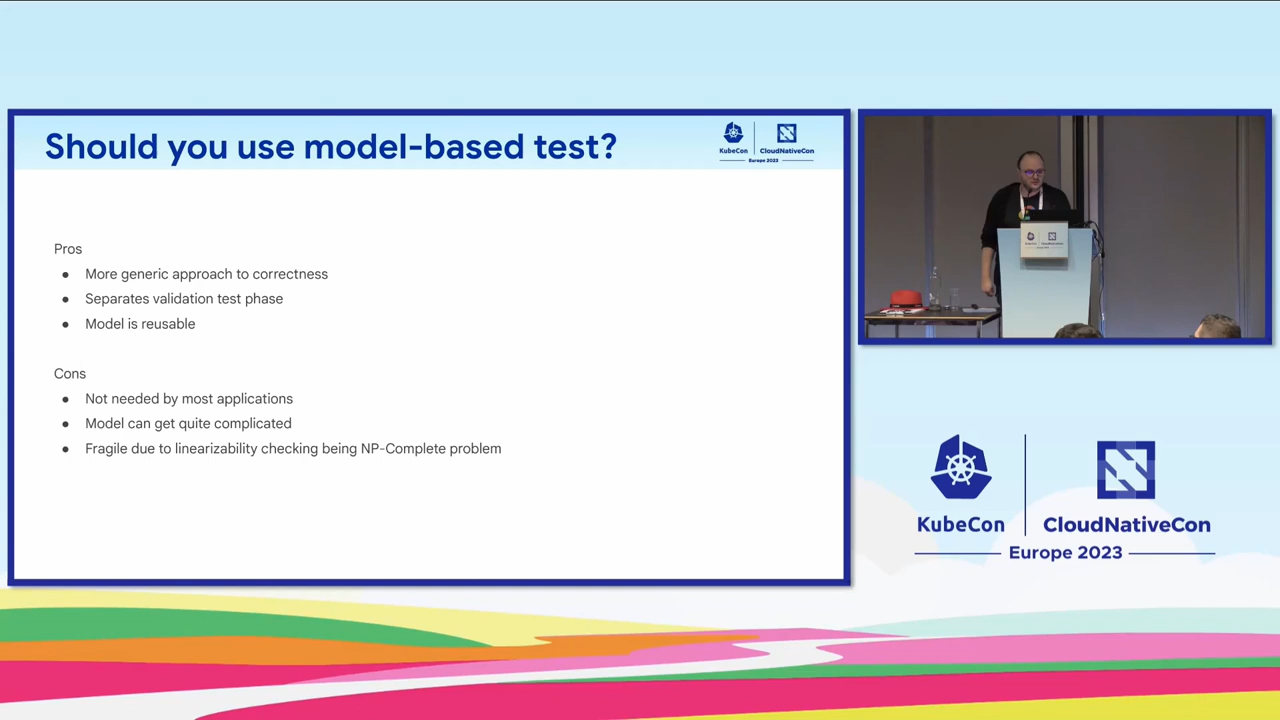 Should you use model-based test?
KubeCon
CloudNativeCon
Europe 2023
Pros
● More generic approach to correctness
● Separates validation test phase
● Model is reusable
Cons
● Not needed by most applications
● Model can get quite complicated
● Fragile due to linearizability checking being NP-Complete problem
KubeCon
CloudNativeCon
Europe 2023